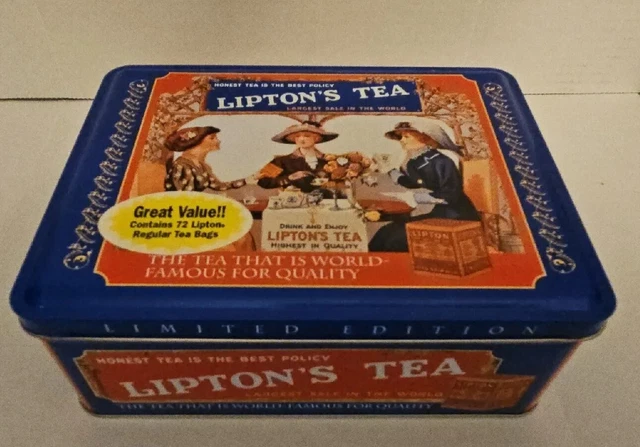 HONEST TEA IS THE BEST POLICY
LIPTON'S TEA
LARGEST SALE IN THE WORLD
Great Value!!
Contains 72 Lipton®
Regular Tea Bags
DRINK AND ENJOY
LIPTON'S TEA
HIGHEST IN QUALITY
LIPTON
THE TEA THAT IS WORLD-
FAMOUS FOR QUALITY
LIMITED EDITION
HONEST TEA IS THE BEST POLICY
LIPTON'S TEA
LARGEST SALE IN THE WORLD
THE TEA THAT IS WORLD-FAMOUS FOR QUALITY